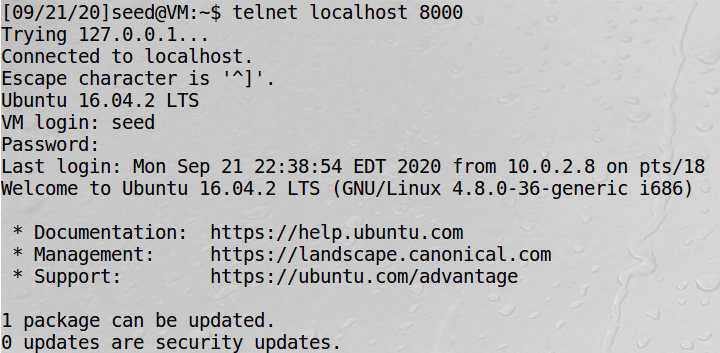 [09/21/20]seed@VM:~$ telnet localhost 8000
Trying 127.0.0.1...
Connected to localhost.
Escape character is '^]'.
Ubuntu 16.04.2 LTS
VM login: seed
Password:
Last login: Mon Sep 21 22:38:54 EDT 2020 from 10.0.2.8 on pts/18
Welcome to Ubuntu 16.04.2 LTS (GNU/Linux 4.8.0-36-generic i686)
* Documentation:  https://help.ubuntu.com
* Management:     https://landscape.canonical.com
* Support:        https://ubuntu.com/advantage
1 package can be updated.
0 updates are security updates.